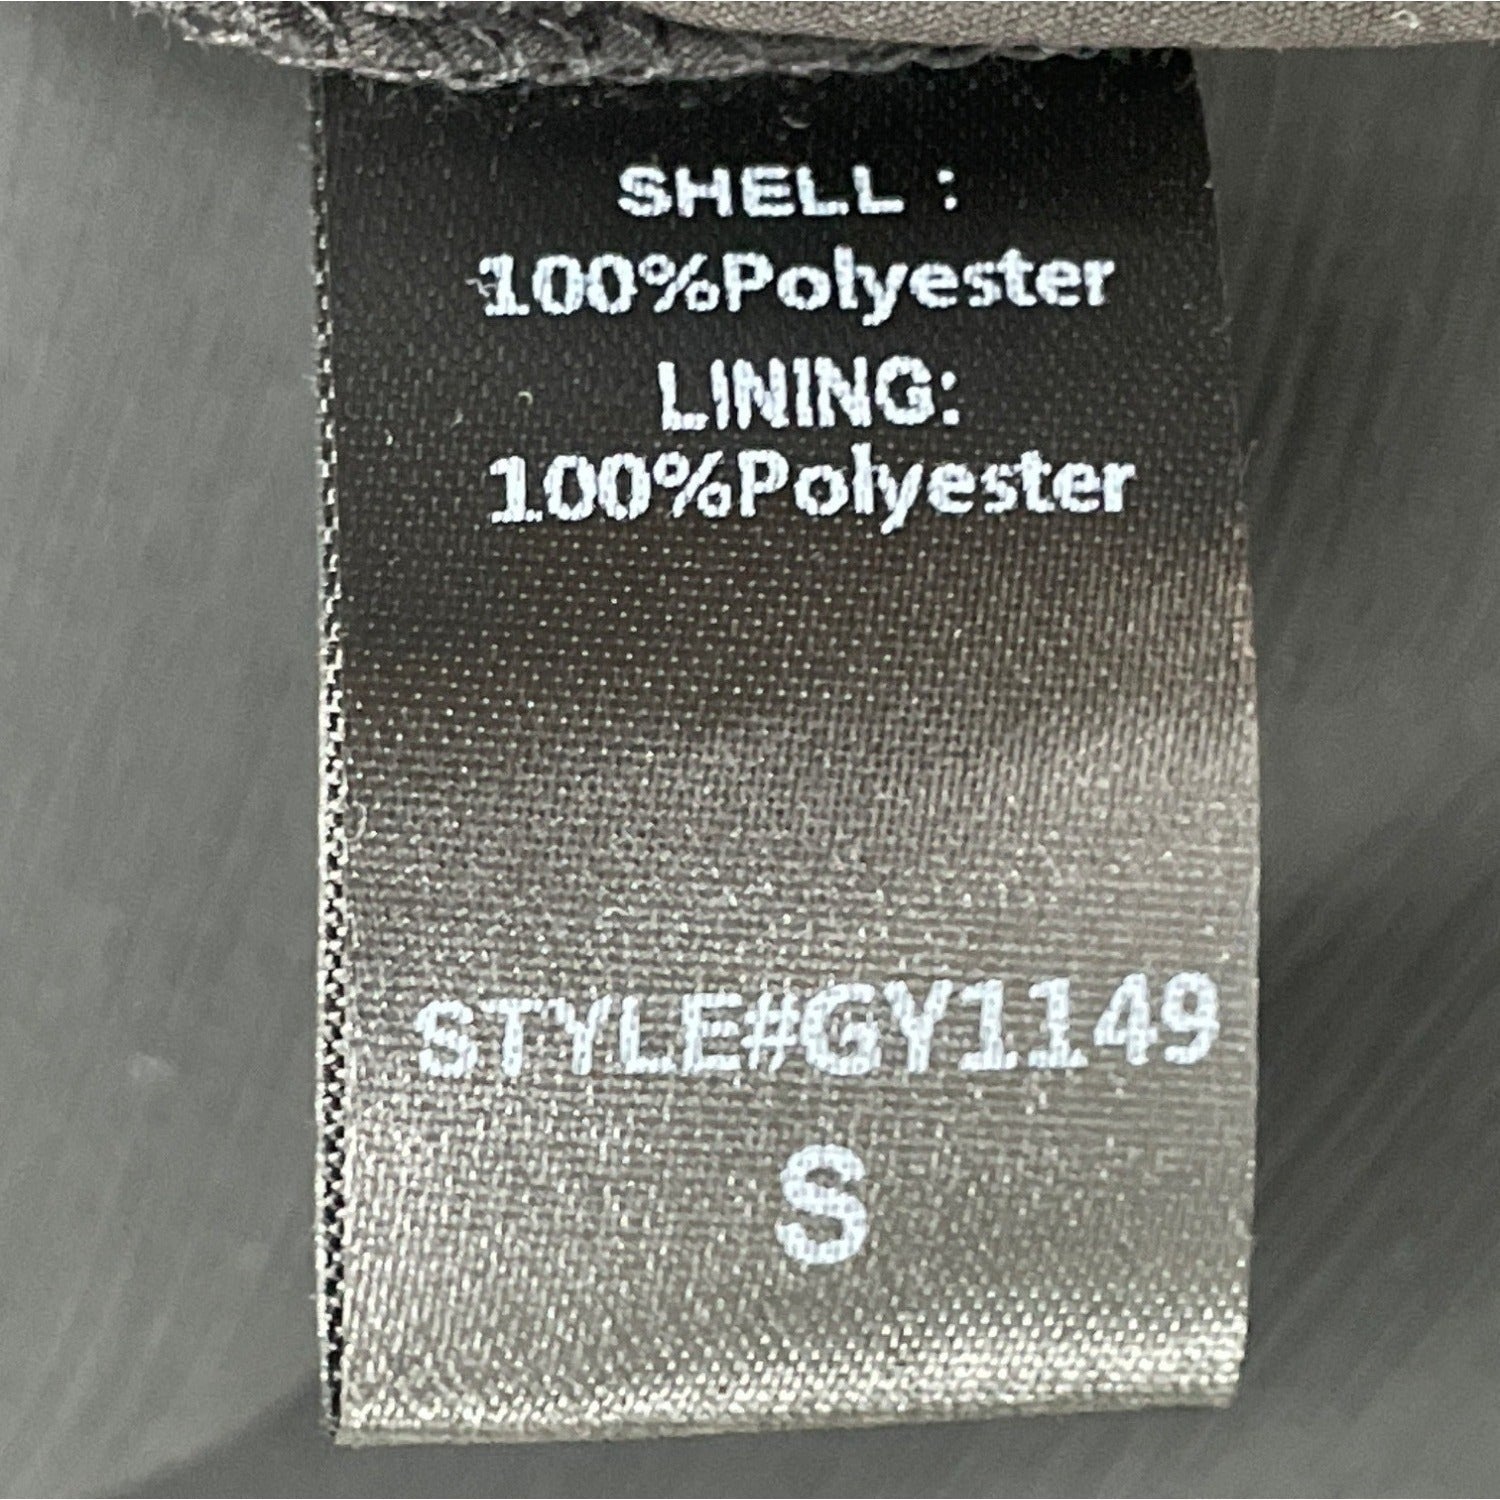 SHELL :
100%Polyester
LINING:
100%Polyester
STYLE#GY1149
S